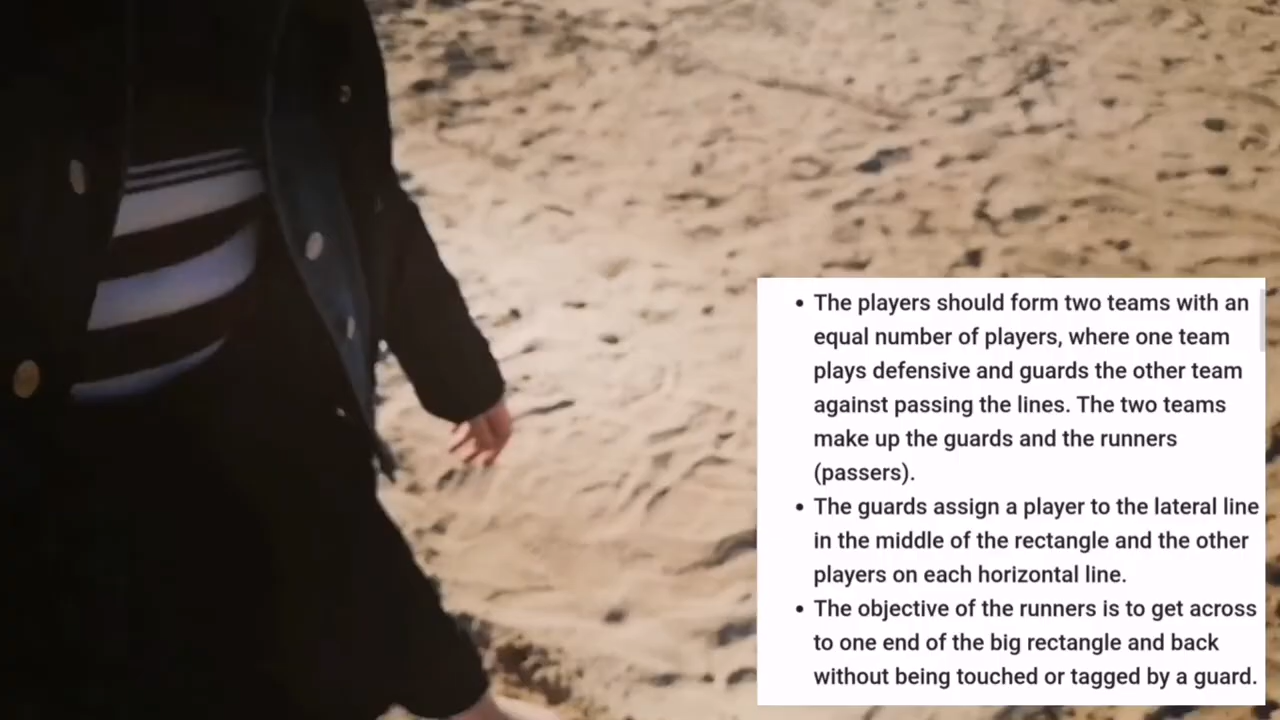 • The players should form two teams with an
equal number of players, where one team
plays defensive and guards the other team
against passing the lines. The two teams
make up the guards and the runners
(passers).
• The guards assign a player to the lateral line
in the middle of the rectangle and the other
players on each horizontal line.
• The objective of the runners is to get across
to one end of the big rectangle and back
without being touched or tagged by a guard.